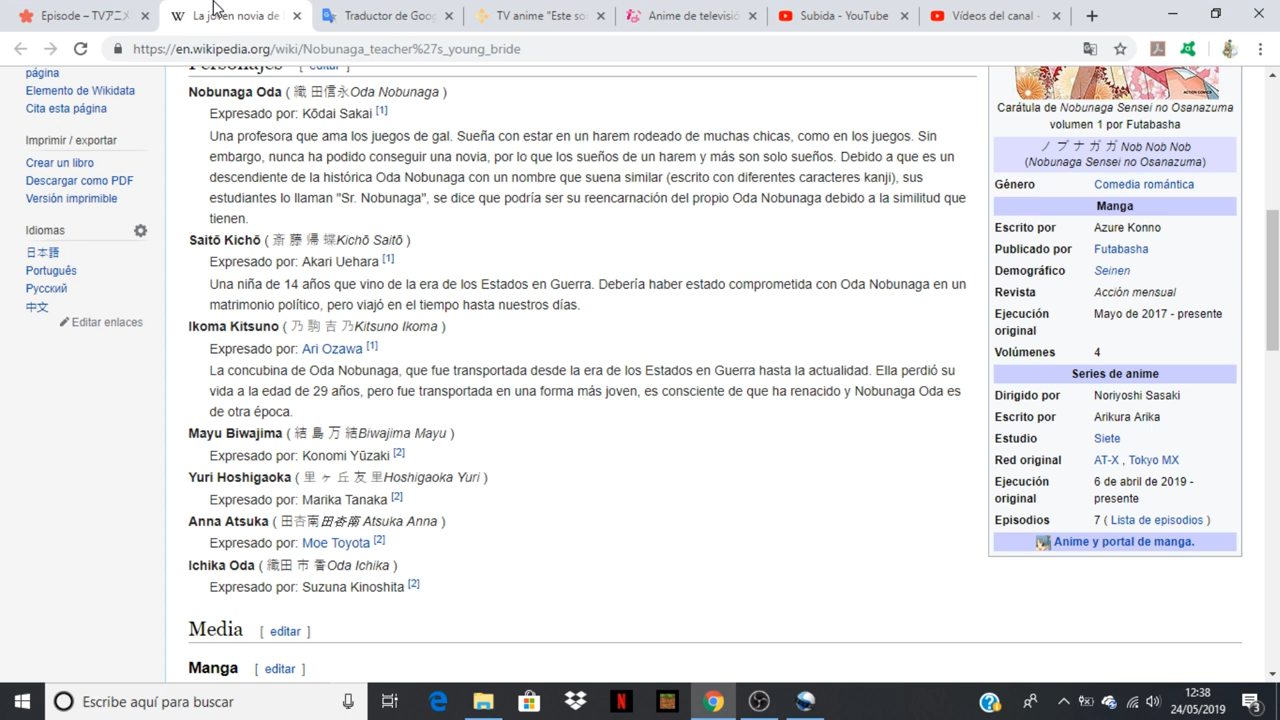 Episode – TVアニメ
La joven novia de
Traductor de Goog
TV anime "Este so
Anime de televisió
Subida - YouTube
Vídeos del canal -
https://en.wikipedia.org/wiki/Nobunaga_teacher%27s_young_bride
página
Elemento de Wikidata
Cita esta página
Imprimir / exportar
Crear un libro
Descargar como PDF
Versión imprimible
Idiomas
日本語
Português
Русский
中文
Editar enlaces
Personajes [ editar ]
Nobunaga Oda ( 織 田信永Oda Nobunaga )
Expresado por: Kōdai Sakai [1]
Una profesora que ama los juegos de gal. Sueña con estar en un harem rodeado de muchas chicas, como en los juegos. Sin
embargo, nunca ha podido conseguir una novia, por lo que los sueños de un harem y más son solo sueños. Debido a que es un
descendiente de la histórica Oda Nobunaga con un nombre que suena similar (escrito con diferentes caracteres kanji), sus
estudiantes lo llaman "Sr. Nobunaga", se dice que podría ser su reencarnación del propio Oda Nobunaga debido a la similitud que
tienen.
Saitō Kichō ( 斎 藤 帰 蝶Kichō Saitō )
Expresado por: Akari Uehara [1]
Una niña de 14 años que vino de la era de los Estados en Guerra. Debería haber estado comprometida con Oda Nobunaga en un
matrimonio político, pero viajó en el tiempo hasta nuestros días.
Ikoma Kitsuno ( 乃 駒 吉 乃Kitsuno Ikoma )
Expresado por: Ari Ozawa [1]
La concubina de Oda Nobunaga, que fue transportada desde la era de los Estados en Guerra hasta la actualidad. Ella perdió su
vida a la edad de 29 años, pero fue transportada en una forma más joven, es consciente de que ha renacido y Nobunaga Oda es
de otra época.
Mayu Biwajima ( 結 島 万 結Biwajima Mayu )
Expresado por: Konomi Yūzaki [2]
Yuri Hoshigaoka ( 里 ヶ 丘 友 里Hoshigaoka Yuri )
Expresado por: Marika Tanaka [2]
Anna Atsuka ( 田杏南田杏南 Atsuka Anna )
Expresado por: Moe Toyota [2]
Ichika Oda ( 織田 市 香Oda Ichika )
Expresado por: Suzuna Kinoshita [2]
Media [ editar ]
Manga [ editar ]
ACTION COMICS
Carátula de Nobunaga Sensei no Osanazuma
volumen 1 por Futabasha
ノ ブ ナ ガ ガ Nob Nob Nob
(Nobunaga Sensei no Osanazuma)
Género Comedia romántica
Manga
Escrito por Azure Konno
Publicado por Futabasha
Demográfico Seinen
Revista Acción mensual
Ejecución original Mayo de 2017 - presente
Volúmenes 4
Series de anime
Dirigido por Noriyoshi Sasaki
Escrito por Arikura Arika
Estudio Siete
Red original AT-X , Tokyo MX
Ejecución original 6 de abril de 2019 - presente
Episodios 7 ( Lista de episodios )
Anime y portal de manga.
Escribe aquí para buscar
12:38
24/05/2019
3